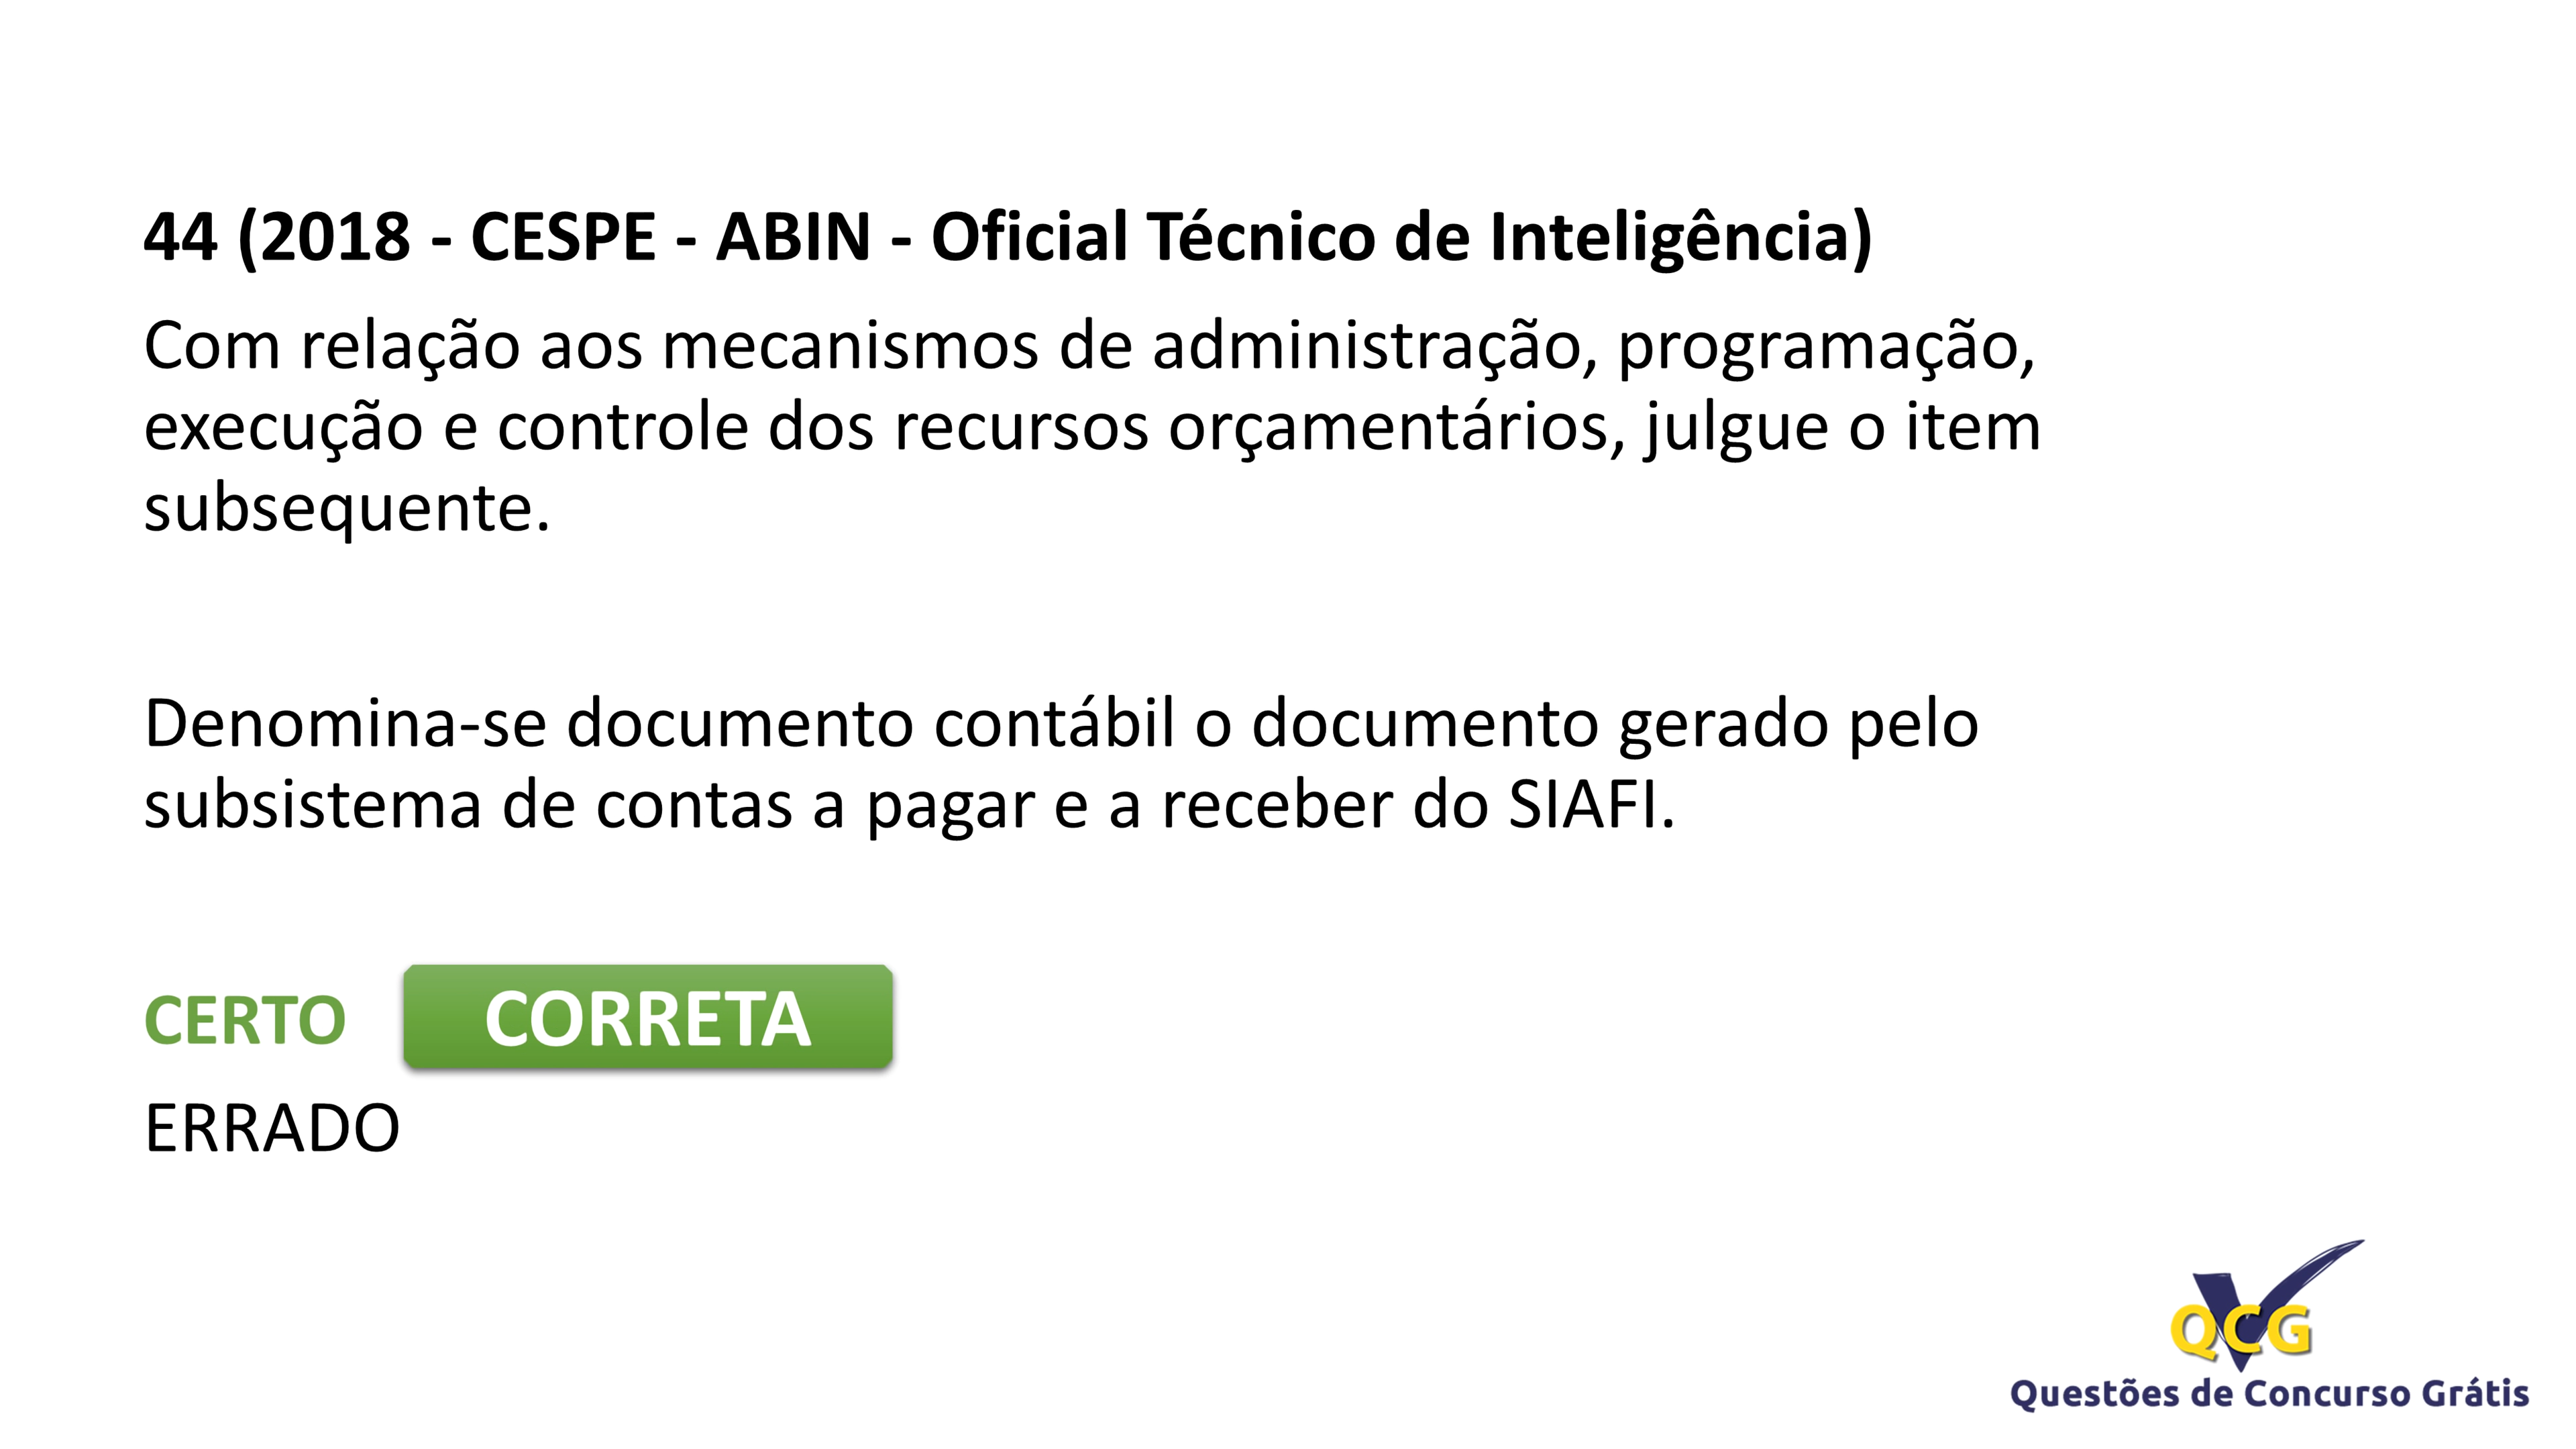 44 (2018 - CESPE - ABIN - Oficial Técnico de Inteligência)
Com relação aos mecanismos de administração, programação,
execução e controle dos recursos orçamentários, julgue o item
subsequente.
Denomina-se documento contábil o documento gerado pelo
subsistema de contas a pagar e a receber do SIAFI.
CERTO CORRETA
ERRADO
QCG
Questões de Concurso Grátis